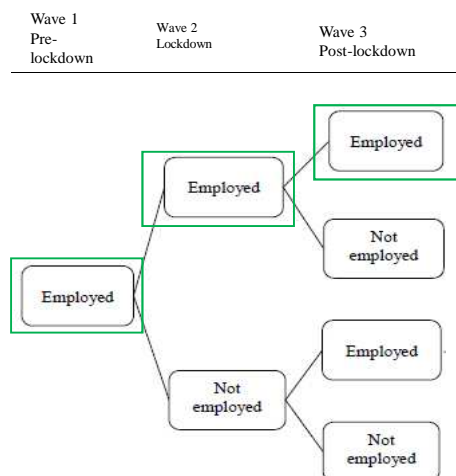 Wave 1
Pre-
lockdown
Wave 2
Lockdown
Wave 3
Post-lockdown
Employed
Employed
Not
employed
Employed
Employed
Not
employed
Not
employed